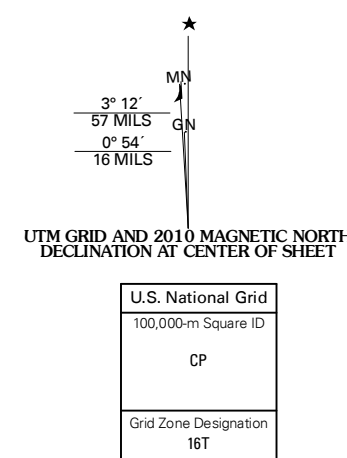 MN
3° 12´
57 MILS
GN
0° 54´
16 MILS
UTM GRID AND 2010 MAGNETIC NORTH
DECLINATION AT CENTER OF SHEET
U.S. National Grid
100,000-m Square ID
CP
Grid Zone Designation
16T